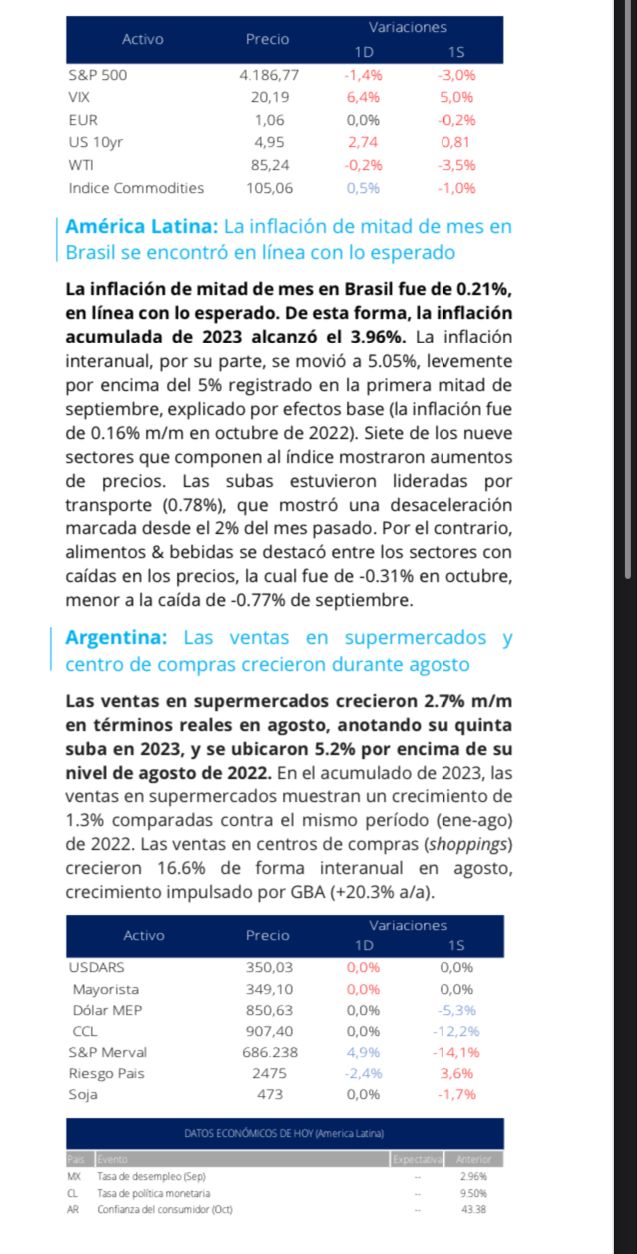 Activo Precio Variaciones
1D 1S
S&P 500 4.186,77 -1,4% -3,0%
VIX 20,19 6,4% 5,0%
EUR 1,06 0,0% -0,2%
US 10yr 4,95 2,74 0,81
WTI 85,24 -0,2% -3,5%
Indice Commodities 105,06 0,5% -1,0%
América Latina: La inflación de mitad de mes en
Brasil se encontró en línea con lo esperado
La inflación de mitad de mes en Brasil fue de 0.21%,
en línea con lo esperado. De esta forma, la inflación
acumulada de 2023 alcanzó el 3.96%. La inflación
interanual, por su parte, se movió a 5.05%, levemente
por encima del 5% registrado en la primera mitad de
septiembre, explicado por efectos base (la inflación fue
de 0.16% m/m en octubre de 2022). Siete de los nueve
sectores que componen al índice mostraron aumentos
de precios. Las subas estuvieron lideradas por
transporte (0.78%), que mostró una desaceleración
marcada desde el 2% del mes pasado. Por el contrario,
alimentos & bebidas se destacó entre los sectores con
caídas en los precios, la cual fue de -0.31% en octubre,
menor a la caída de -0.77% de septiembre.
Argentina: Las ventas en supermercados y
centro de compras crecieron durante agosto
Las ventas en supermercados crecieron 2.7% m/m
en términos reales en agosto, anotando su quinta
suba en 2023, y se ubicaron 5.2% por encima de su
nivel de agosto de 2022. En el acumulado de 2023, las
ventas en supermercados muestran un crecimiento de
1.3% comparadas contra el mismo período (ene-ago)
de 2022. Las ventas en centros de compras (shoppings)
crecieron 16.6% de forma interanual en agosto,
crecimiento impulsado por GBA (+20.3% a/a).
Activo Precio Variaciones
1D 1S
USDARS 350,03 0,0% 0,0%
Mayorista 349,10 0,0% 0,0%
Dólar MEP 850,63 0,0% -5,3%
CCL 907,40 0,0% -12,2%
S&P Merval 686.238 4,9% -14,1%
Riesgo Pais 2475 -2,4% 3,6%
Soja 473 0,0% -1,7%
DATOS ECONÓMICOS DE HOY (America Latina)
Pais Evento Expectativa Anterior
MX Tasa de desempleo (Sep) -- 2.96%
CL Tasa de política monetaria -- 9.50%
AR Confianza del consumidor (Oct) -- 43.38